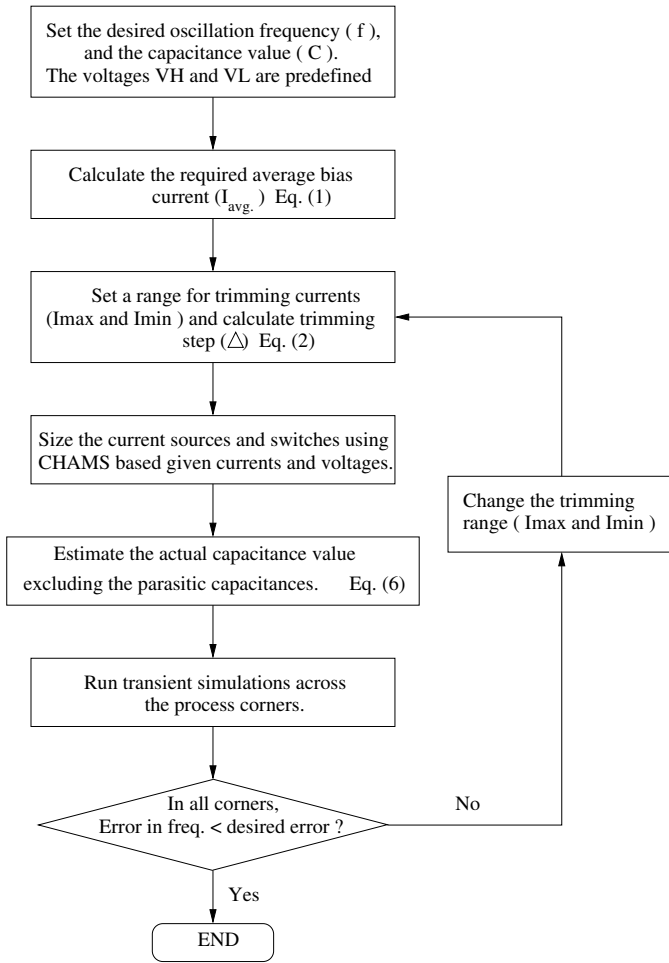 Set the desired oscillation frequency ( f ),
and the capacitance value ( C ).
The voltages VH and VL are predefined
Calculate the required average bias
current (Iavg. ) Eq. (1)
Set a range for trimming currents
(Imax and Imin ) and calculate trimming
step (△) Eq. (2)
Size the current sources and switches using
CHAMS based given currents and voltages.
Change the trimming
range ( Imax and Imin )
Estimate the actual capacitance value
excluding the parasitic capacitances. Eq. (6)
Run transient simulations across
the process corners.
In all corners,
Error in freq. < desired error ?
No
Yes
END